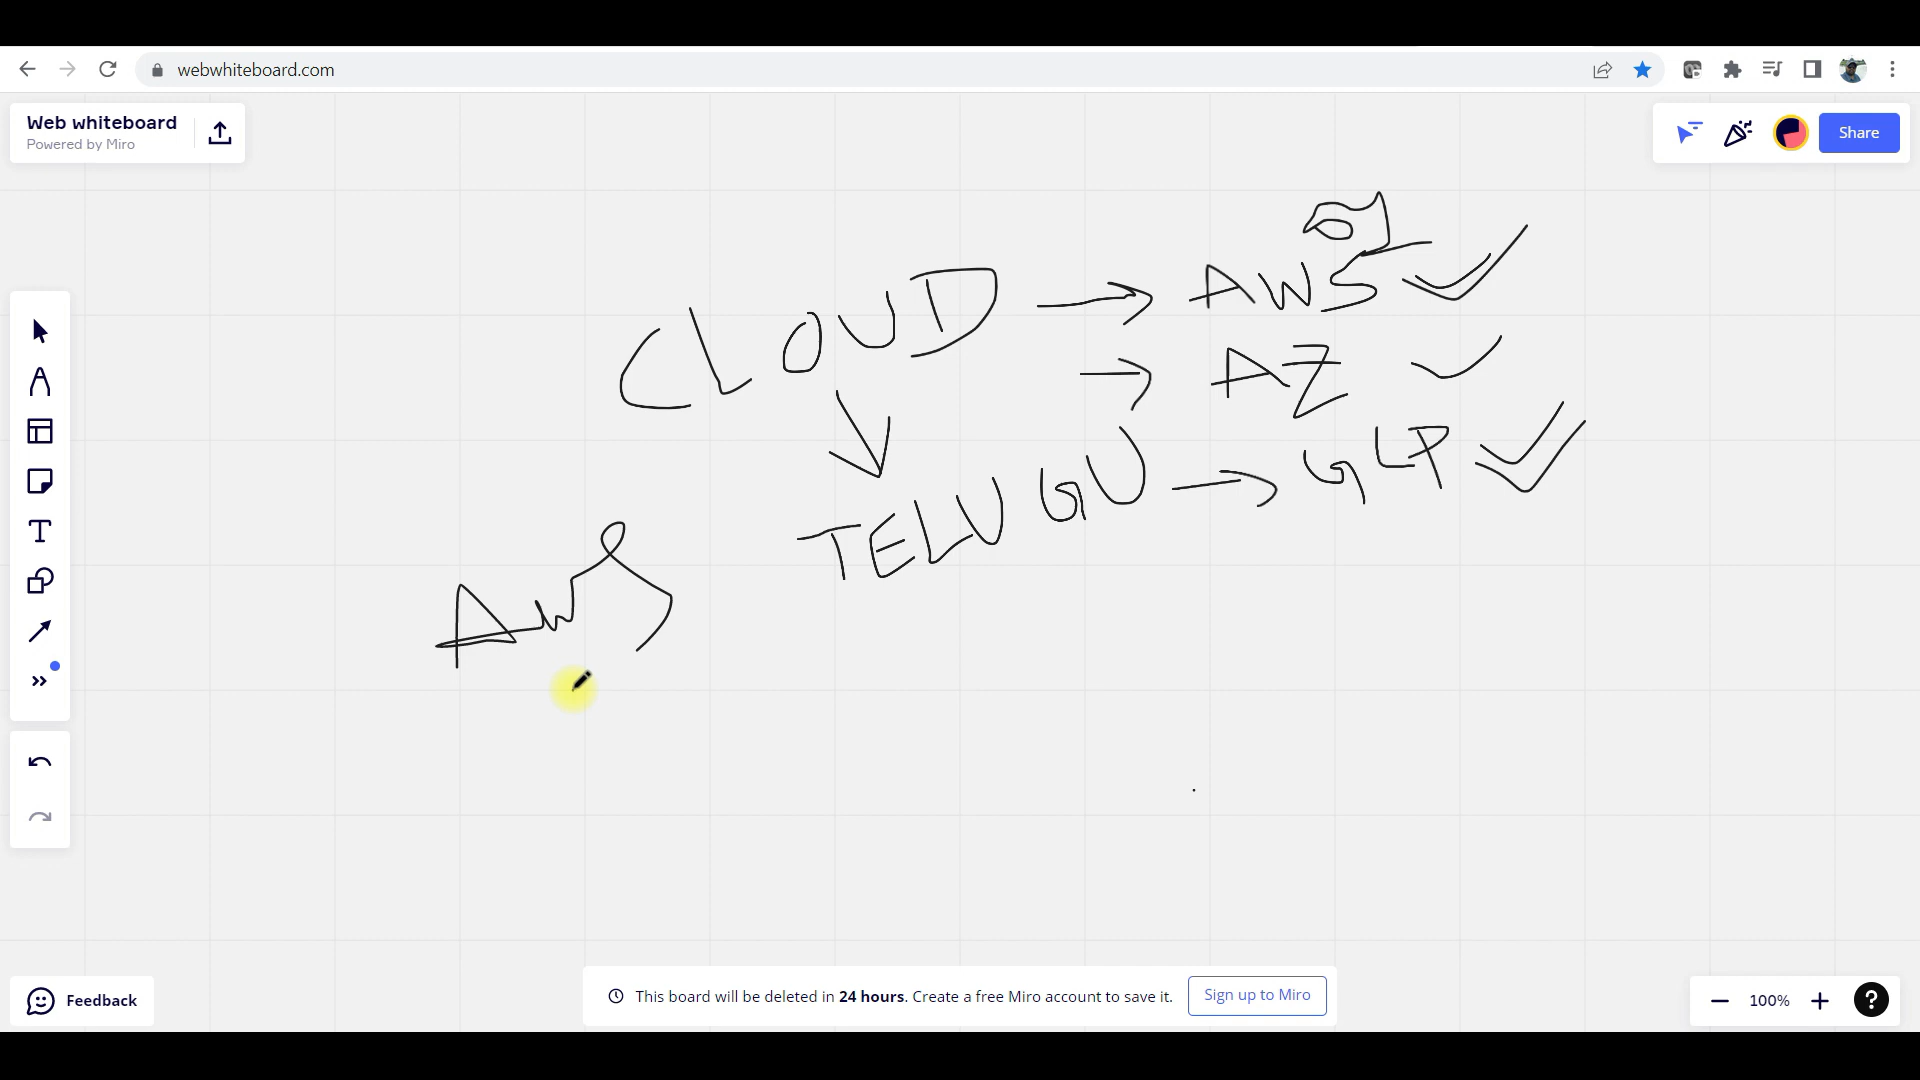 webwhiteboard.com
Web whiteboard
Powered by Miro
Share
CLOUD → AWS ✓
→ AZ ✓
TELUGU → GCP ✓
AWS
T
Feedback
This board will be deleted in 24 hours. Create a free Miro account to save it.
Sign up to Miro
− 100% + ?